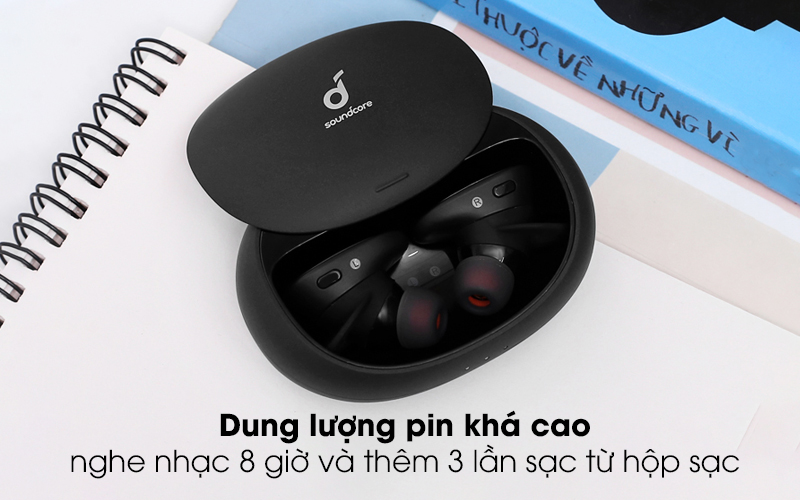 THUỘC VỀ NHỮNG VÌ
soundcore
L
R
Dung lượng pin khá cao
nghe nhạc 8 giờ và thêm 3 lần sạc từ hộp sạc